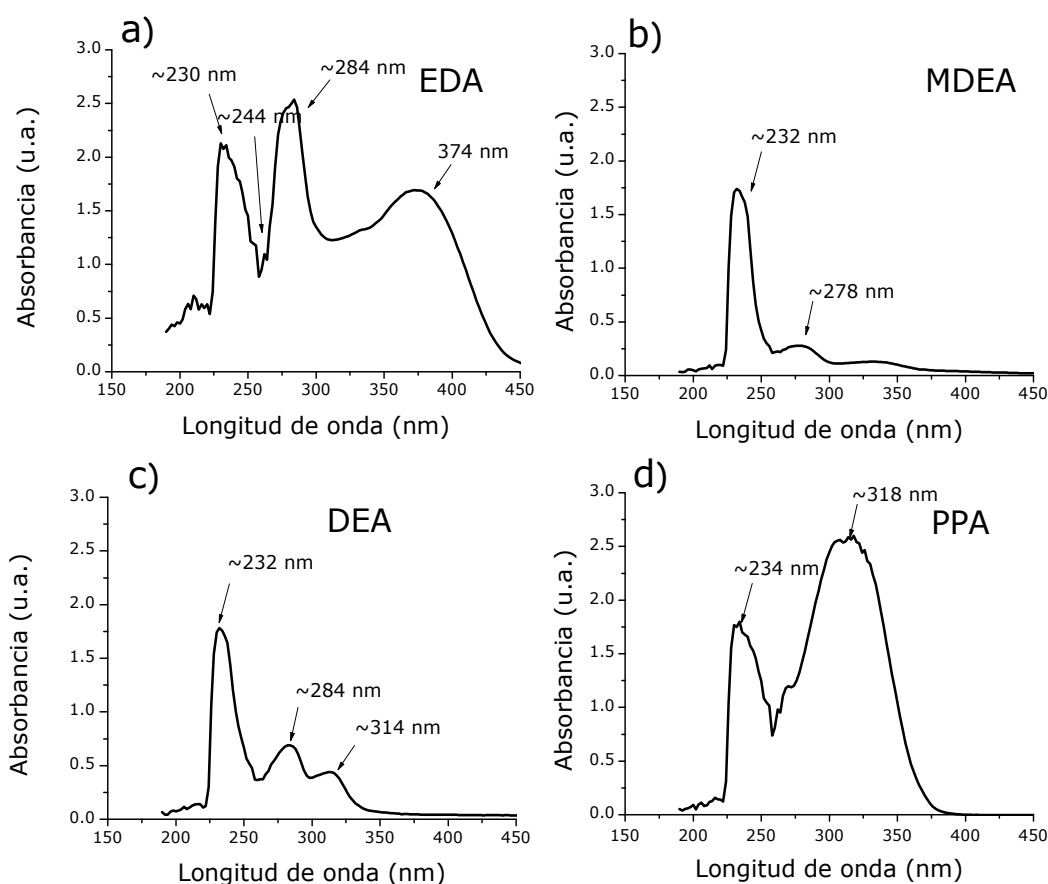 a)
EDA
~230 nm
~244 nm
~284 nm
374 nm
Absorbancia (u.a.)
3.0
2.5
2.0
1.5
1.0
0.5
0.0
150 200 250 300 350 400 450
Longitud de onda (nm)
b)
MDEA
~232 nm
~278 nm
Absorbancia (u.a.)
3.0
2.5
2.0
1.5
1.0
0.5
0.0
150 200 250 300 350 400 450
Longitud de onda (nm)
c)
DEA
~232 nm
~284 nm
~314 nm
Absorbancia (u.a.)
3.0
2.5
2.0
1.5
1.0
0.5
0.0
150 200 250 300 350 400 450
Longitud de onda (nm)
d)
PPA
~318 nm
~234 nm
Absorbancia (u.a.)
3.0
2.5
2.0
1.5
1.0
0.5
0.0
150 200 250 300 350 400 450
Longitud de onda (nm)